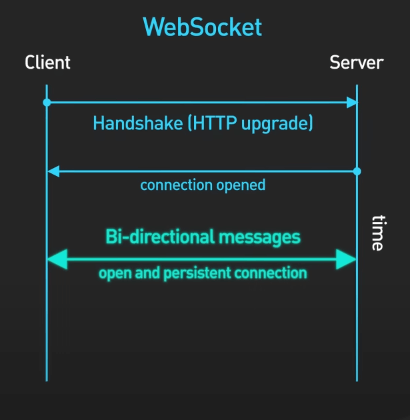 WebSocket
Client
Server
Handshake (HTTP upgrade)
connection opened
Bi-directional messages
open and persistent connection
time